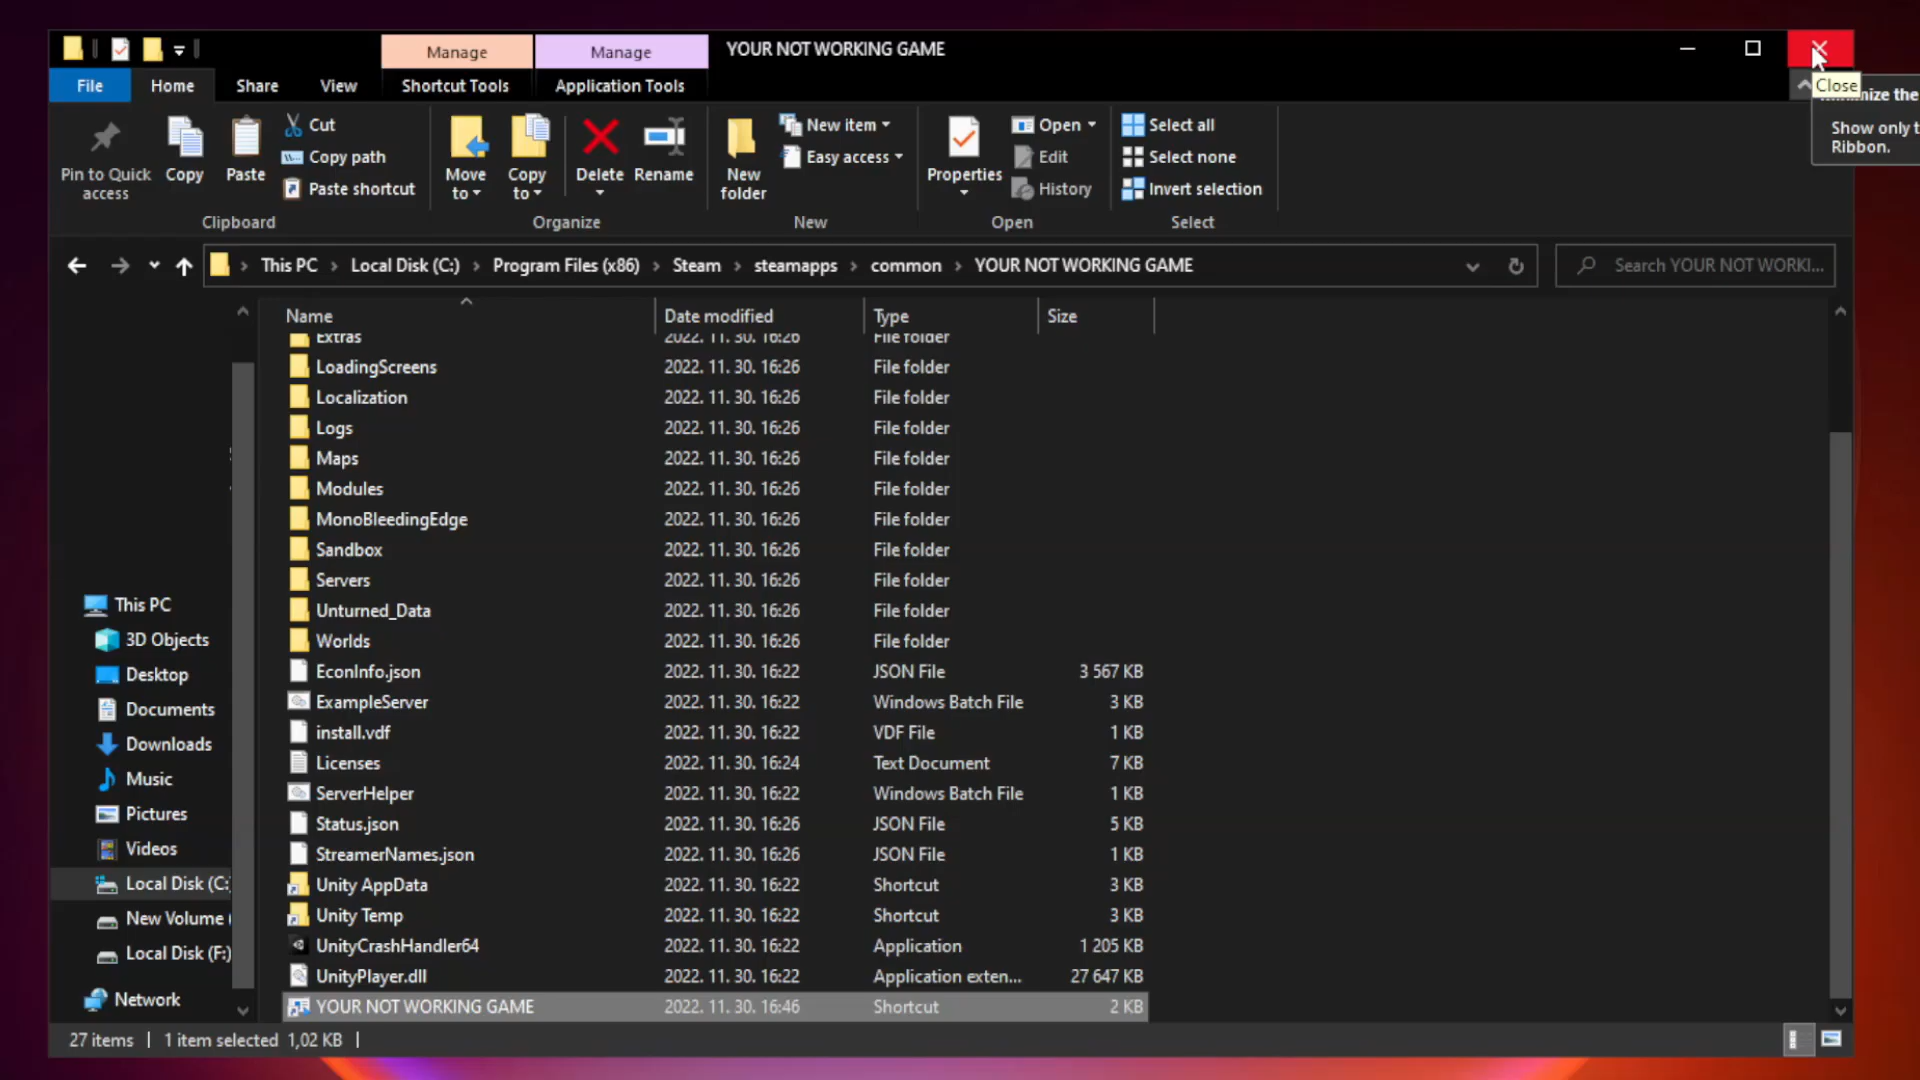 Manage
Manage
YOUR NOT WORKING GAME
File
Home
Share
View
Shortcut Tools
Application Tools
Close
the
Show only t
Ribbon.
Pin to Quick
access
Copy
Paste
Cut
Copy path
Paste shortcut
Clipboard
Move
to
Copy
to
Delete
Rename
Organize
New
folder
New item
Easy access
New
Properties
Open
Edit
History
Open
Select all
Select none
Invert selection
Select
This PC
Local Disk (C:)
Program Files (x86)
Steam
steamapps
common
YOUR NOT WORKING GAME
Search YOUR NOT WORKI...
Name Date modified Type Size
Extras 2022. 11. 30. 16:26 File folder
LoadingScreens 2022. 11. 30. 16:26 File folder
Localization 2022. 11. 30. 16:26 File folder
Logs 2022. 11. 30. 16:26 File folder
Maps 2022. 11. 30. 16:26 File folder
Modules 2022. 11. 30. 16:26 File folder
MonoBleedingEdge 2022. 11. 30. 16:26 File folder
Sandbox 2022. 11. 30. 16:26 File folder
Servers 2022. 11. 30. 16:26 File folder
Unturned_Data 2022. 11. 30. 16:26 File folder
Worlds 2022. 11. 30. 16:26 File folder
EconInfo.json 2022. 11. 30. 16:22 JSON File 3 567 KB
ExampleServer 2022. 11. 30. 16:22 Windows Batch File 3 KB
install.vdf 2022. 11. 30. 16:22 VDF File 1 KB
Licenses 2022. 11. 30. 16:24 Text Document 7 KB
ServerHelper 2022. 11. 30. 16:22 Windows Batch File 1 KB
Status.json 2022. 11. 30. 16:26 JSON File 5 KB
StreamerNames.json 2022. 11. 30. 16:26 JSON File 1 KB
Unity AppData 2022. 11. 30. 16:22 Shortcut 3 KB
Unity Temp 2022. 11. 30. 16:22 Shortcut 3 KB
UnityCrashHandler64 2022. 11. 30. 16:22 Application 1 205 KB
UnityPlayer.dll 2022. 11. 30. 16:22 Application exten... 27 647 KB
YOUR NOT WORKING GAME 2022. 11. 30. 16:46 Shortcut 2 KB
This PC
3D Objects
Desktop
Documents
Downloads
Music
Pictures
Videos
Local Disk (C:
New Volume (
Local Disk (F:)
Network
27 items
1 item selected 1,02 KB